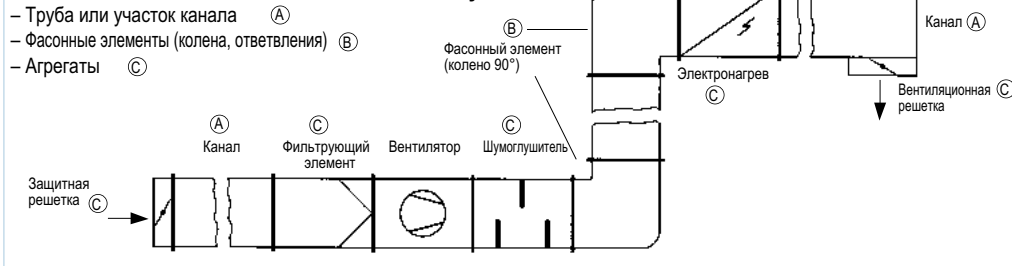 – Труба или участок канала Ⓐ
– Фасонные элементы (колена, ответвления) Ⓑ
– Агрегаты Ⓒ
Ⓑ
Фасонный элемент
(колено 90°)
Электронагрев
Ⓒ
Канал Ⓐ
Вентиляционная Ⓒ
решетка
Ⓐ
Канал
Ⓒ
Фильтрующий
элемент
Вентилятор
Ⓒ
Шумоглушитель
Защитная
решетка Ⓒ